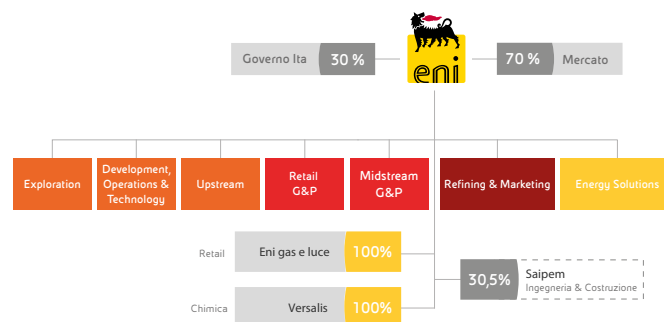 Governo Ita 30 %
eni
70 % Mercato
Exploration
Development,
Operations &
Technology
Upstream
Retail
G&P
Midstream
G&P
Refining & Marketing
Energy Solutions
Retail
Eni gas e luce 100%
30,5%
Saipem
Ingegneria & Costruzione
Chimica
Versalis 100%